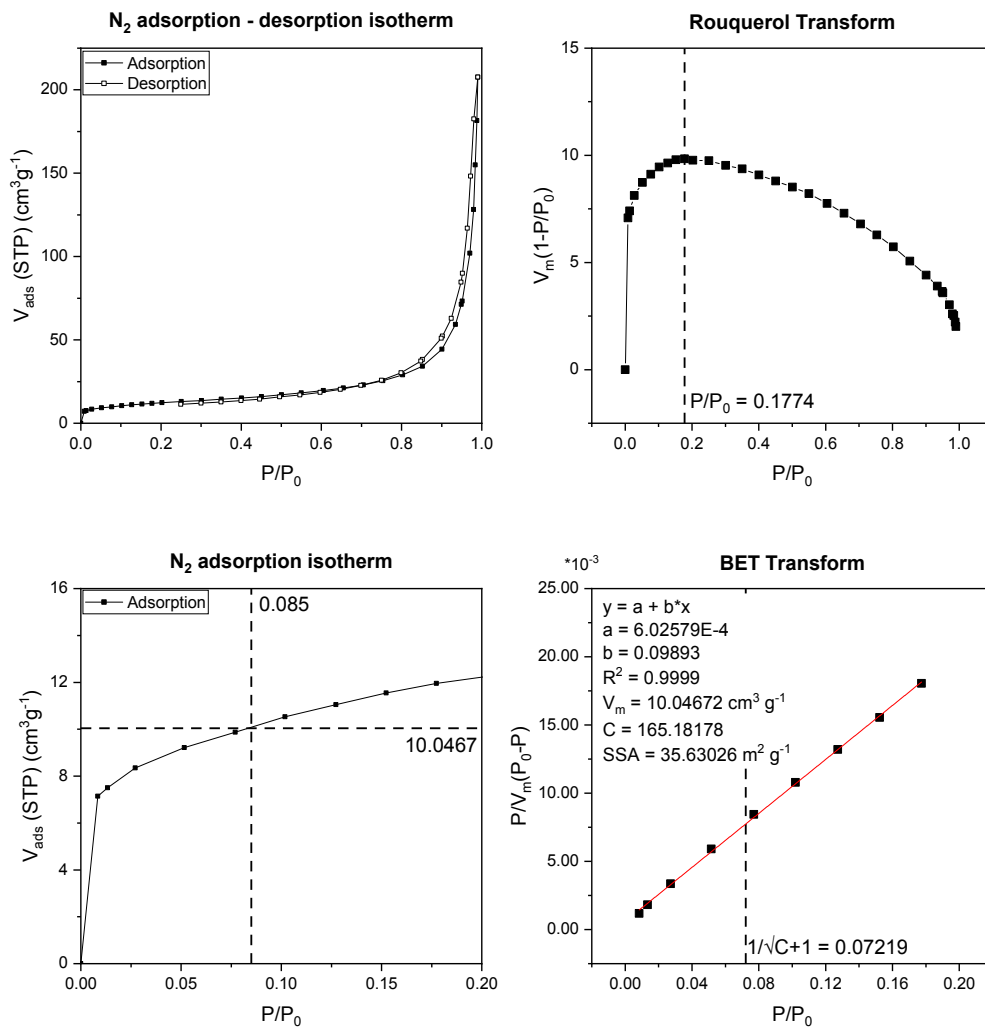 N₂ adsorption - desorption isotherm
Adsorption
Desorption
200
150
100
50
0
V_ads (STP) (cm³g⁻¹)
0.0 0.2 0.4 0.6 0.8 1.0
P/P₀
Rouquerol Transform
15
10
5
0
V_m(1-P/P₀)
P/P₀ = 0.1774
0.0 0.2 0.4 0.6 0.8 1.0
P/P₀
N₂ adsorption isotherm
Adsorption
0.085
10.0467
16
12
8
4
0
V_ads (STP) (cm³g⁻¹)
0.00 0.05 0.10 0.15 0.20
P/P₀
*10⁻³
BET Transform
25.00
20.00
15.00
10.00
5.00
0.00
P/V_m(P₀-P)
y = a + b*x
a = 6.02579E-4
b = 0.09893
R² = 0.9999
V_m = 10.04672 cm³ g⁻¹
C = 165.18178
SSA = 35.63026 m² g⁻¹
1/√C+1 = 0.07219
0.00 0.04 0.08 0.12 0.16 0.20
P/P₀